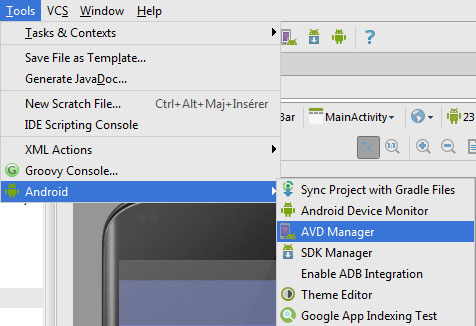 Tools VCS Window Help
Tasks & Contexts
Save File as Template...
Generate JavaDoc...
New Scratch File... Ctrl+Alt+Maj+Insérer
IDE Scripting Console
XML Actions
Groovy Console...
Android
?
Bar MainActivity 23
1:1
Sync Project with Gradle Files
Android Device Monitor
AVD Manager
SDK Manager
Enable ADB Integration
Theme Editor
Google App Indexing Test